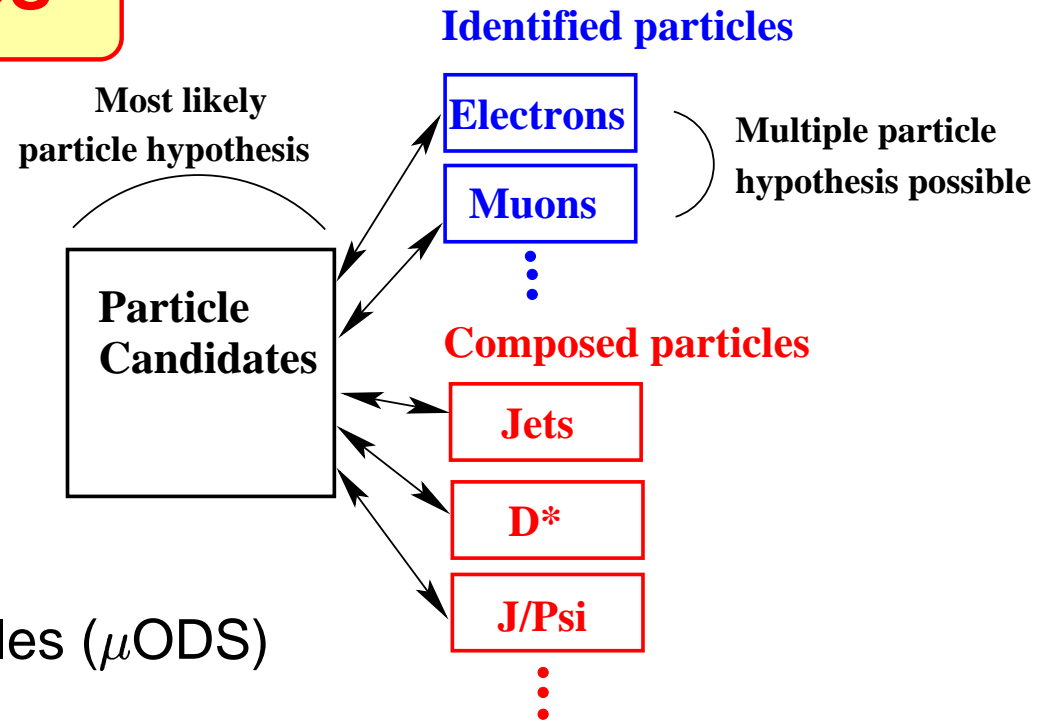 Identified particles
Most likely
particle hypothesis
Electrons
Muons
Multiple particle
hypothesis possible
Particle
Candidates
Composed particles
Jets
D*
J/Psi
(μODS)